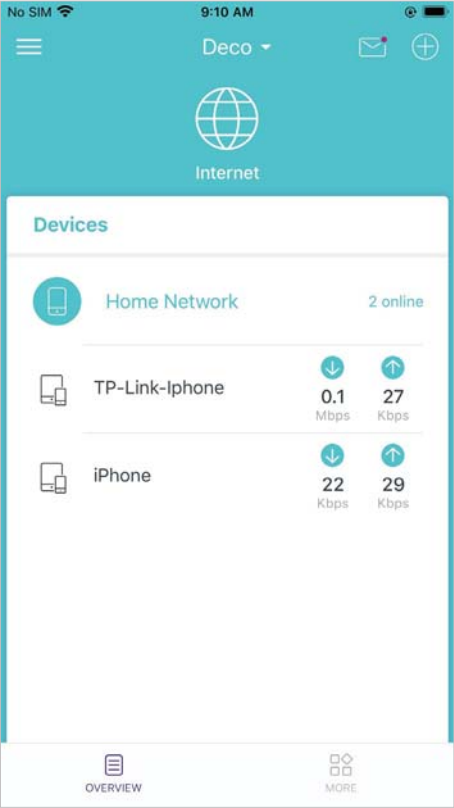 No SIM 9:10 AM
Deco
Internet
Devices
Home Network 2 online
TP-Link-Iphone 0.1 27
Mbps Kbps
iPhone 22 29
Kbps Kbps
OVERVIEW MORE